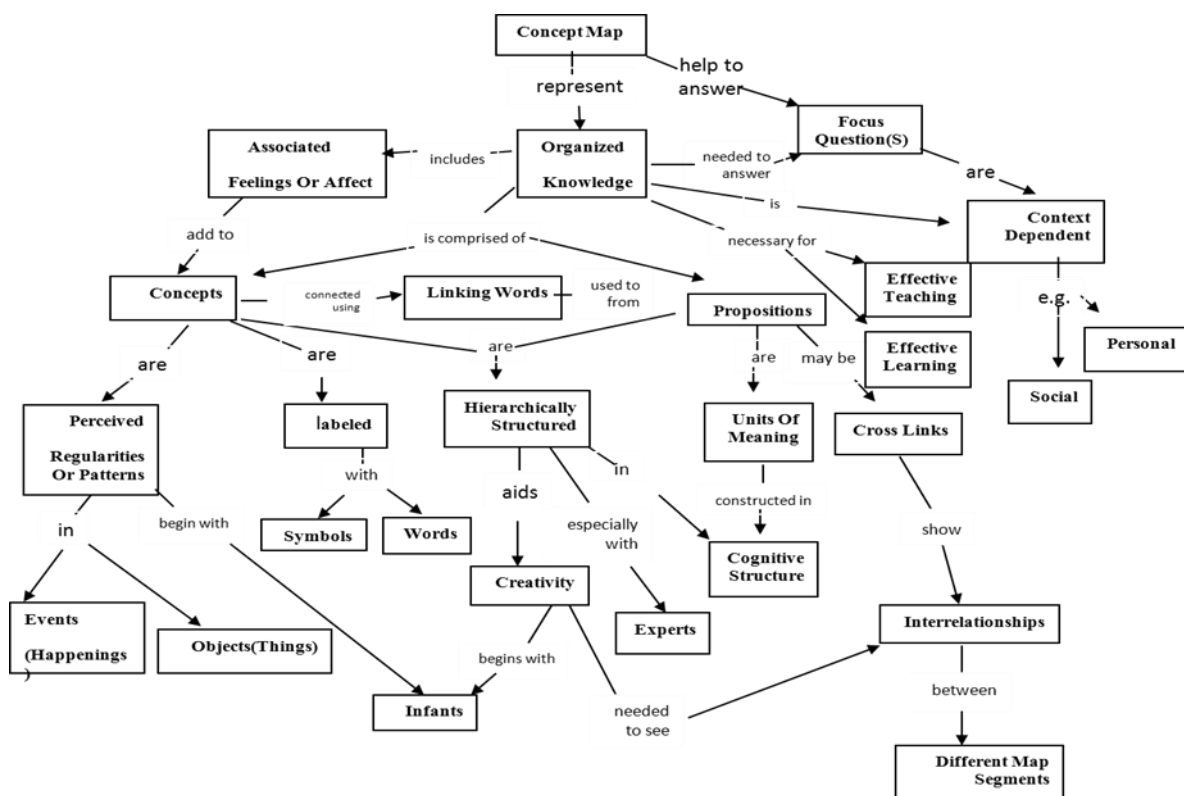 Concept Map
help to
answer
represent
Focus
Question(S)
Associated
Feelings Or Affect
includes
Organized
Knowledge
needed to
answer
are
is
Context
Dependent
add to
is comprised of
necessary for
Concepts
connected
using
Linking Words
used to
from
Propositions
Effective
Teaching
e.g.
are
are
are
are
may be
Effective
Learning
Personal
Social
Perceived
Regularities
Or Patterns
labeled
Hierarchically
Structured
Units Of
Meaning
Cross Links
in
begin with
with
aids
in
especially
with
constructed in
show
Symbols
Words
Creativity
Cognitive
Structure
Events
(Happenings
)
Objects(Things)
Experts
Interrelationships
begins with
Infants
needed
to see
between
Different Map
Segments